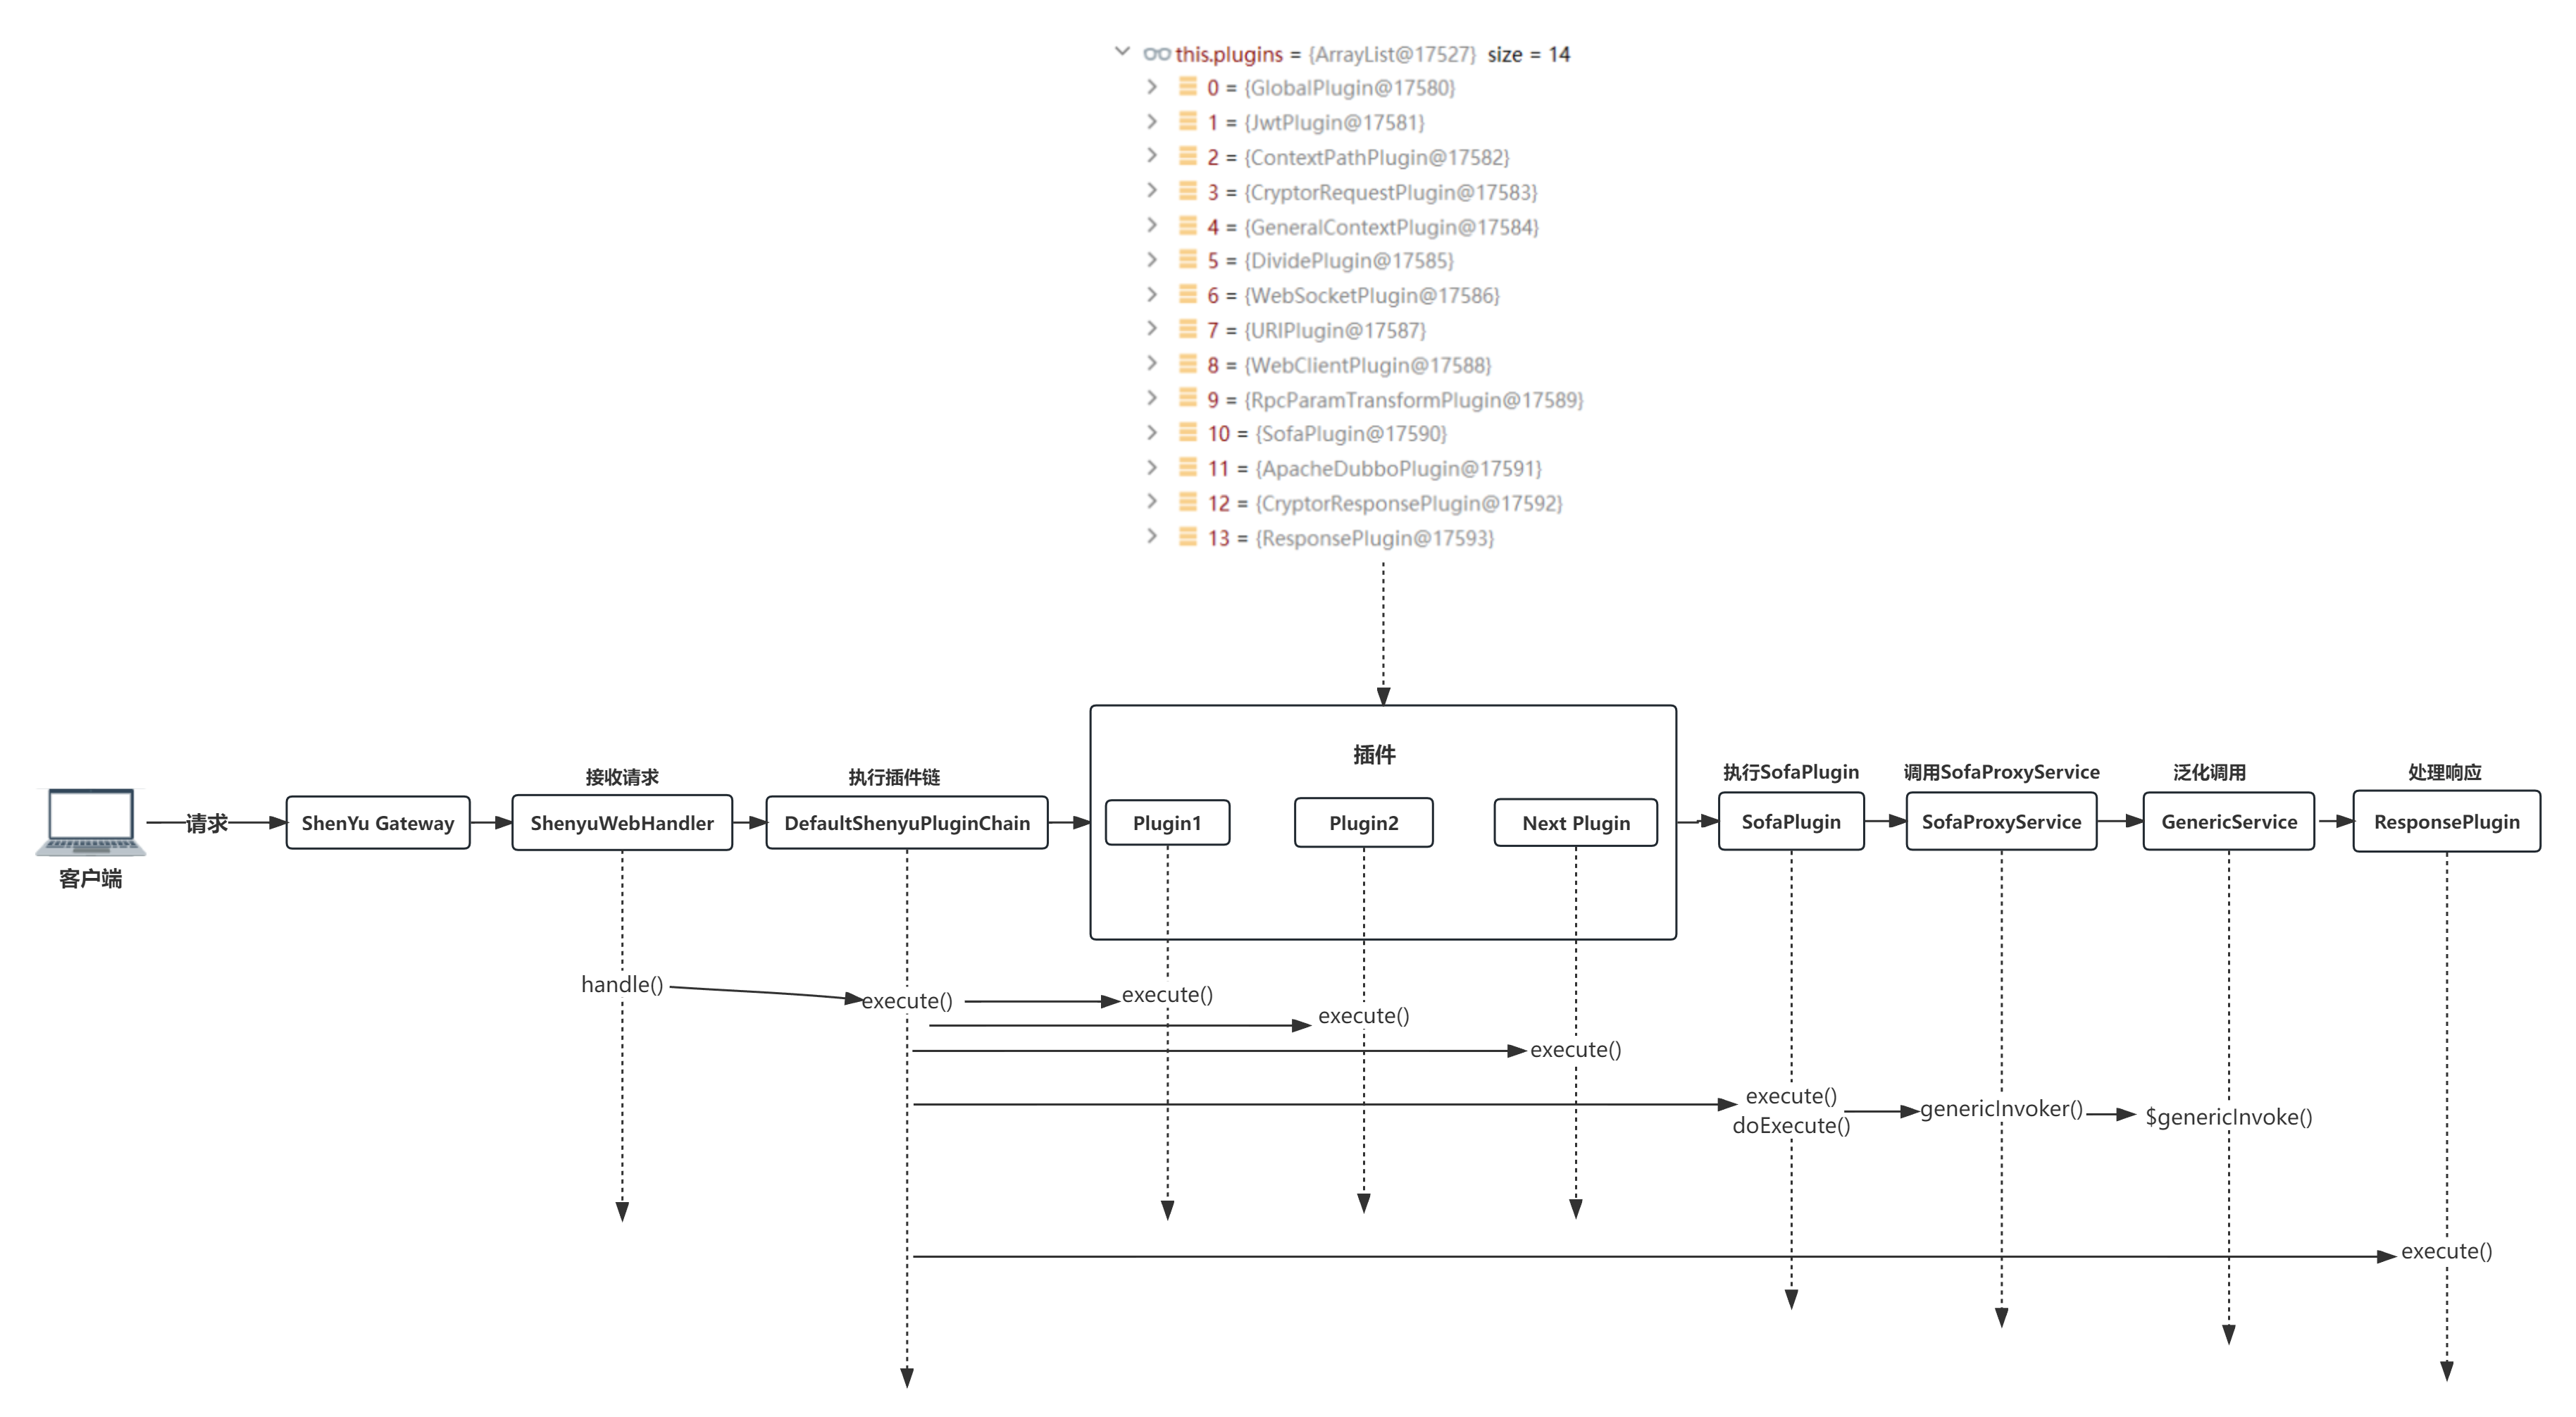 this.plugins = {ArrayList@17527} size = 14
0 = {GlobalPlugin@17580}
1 = {JwtPlugin@17581}
2 = {ContextPathPlugin@17582}
3 = {CryptorRequestPlugin@17583}
4 = {GeneralContextPlugin@17584}
5 = {DividePlugin@17585}
6 = {WebSocketPlugin@17586}
7 = {URIPlugin@17587}
8 = {WebClientPlugin@17588}
9 = {RpcParamTransformPlugin@17589}
10 = {SofaPlugin@17590}
11 = {ApacheDubboPlugin@17591}
12 = {CryptorResponsePlugin@17592}
13 = {ResponsePlugin@17593}
客户端
请求
ShenYu Gateway
接收请求
ShenyuWebHandler
执行插件链
DefaultShenyuPluginChain
插件
Plugin1
Plugin2
Next Plugin
执行SofaPlugin
SofaPlugin
调用SofaProxyService
SofaProxyService
泛化调用
GenericService
处理响应
ResponsePlugin
handle()
execute()
execute()
execute()
execute()
execute()
doExecute()
genericInvoker()
$genericInvoke()
execute()